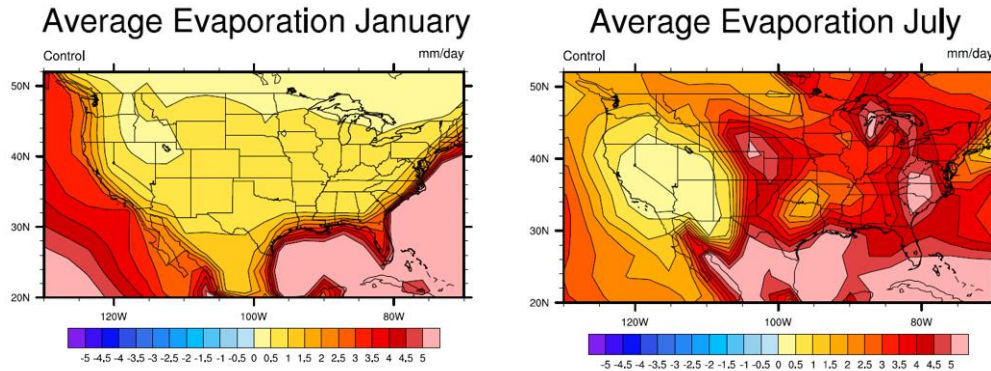 Average Evaporation January
Control
mm/day
50N
40N
30N
20N
120W
100W
80W
-5 -4.5 -4 -3.5 -3 -2.5 -2 -1.5 -1 -0.5 0 0.5 1 1.5 2 2.5 3 3.5 4 4.5 5
Average Evaporation July
Control
mm/day
50N
40N
30N
20N
120W
100W
80W
-5 -4.5 -4 -3.5 -3 -2.5 -2 -1.5 -1 -0.5 0 0.5 1 1.5 2 2.5 3 3.5 4 4.5 5